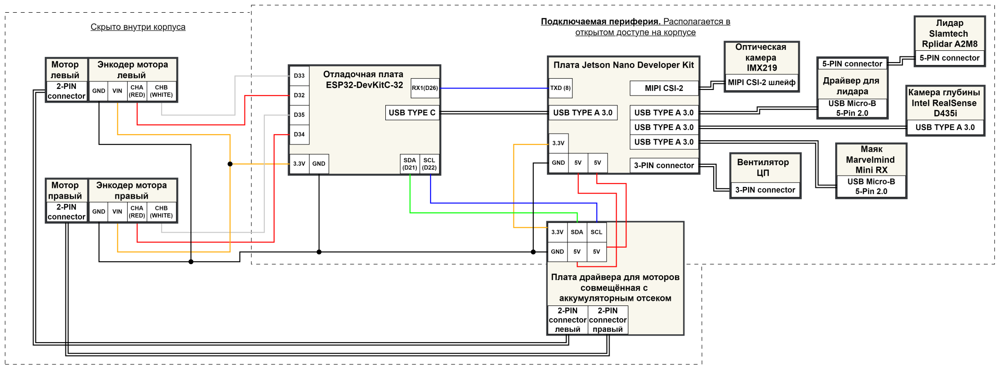 Скрыто внутри корпуса
Подключаемая периферия. Располагается в
открытом доступе на корпусе
Мотор
левый
2-PIN
connector
Энкодер мотора
левый
GND
VIN
CHA
(RED)
CHB
(WHITE)
Мотор
правый
2-PIN
connector
Энкодер мотора
правый
GND
VIN
CHA
(RED)
CHB
(WHITE)
D33
D32
D35
D34
Отладочная плата
ESP32-DevKitC-32
RX1(D26)
USB TYPE C
3.3V
GND
SDA
(D21)
SCL
(D22)
Плата Jetson Nano Developer Kit
TXD (8)
MIPI CSI-2
USB TYPE A 3.0
USB TYPE A 3.0
USB TYPE A 3.0
USB TYPE A 3.0
3.3V
GND
5V
5V
3-PIN connector
Оптическая
камера
IMX219
MIPI CSI-2 шлейф
5-PIN connector
Драйвер для
лидара
USB Micro-B
5-Pin 2.0
Лидар
Slamtech
Rplidar A2M8
5-PIN connector
Камера глубины
Intel RealSense
D435i
USB TYPE A 3.0
Вентилятор
ЦП
3-PIN connector
Маяк
Marvelmind
Mini RX
USB Micro-B
5-Pin 2.0
3.3V
SDA
SCL
GND
5V
5V
Плата драйвера для моторов
совмещённая с
аккумуляторным отсеком
2-PIN
connector
левый
2-PIN
connector
правый